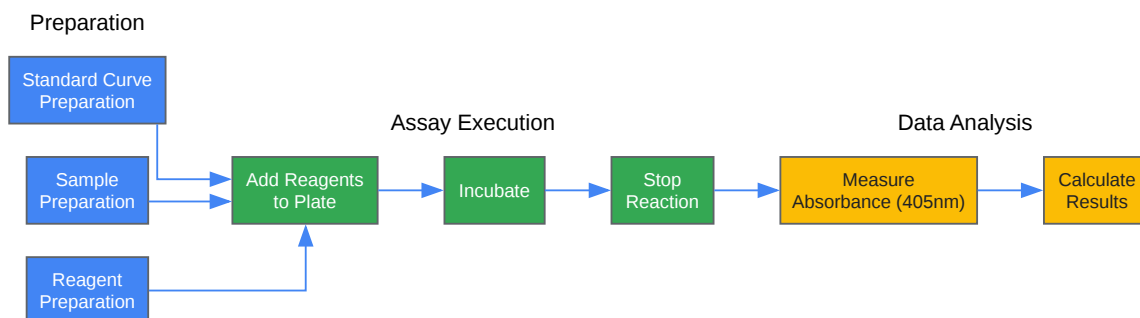 Preparation
Standard Curve
Preparation
Assay Execution
Data Analysis
Sample
Preparation
Add Reagents
to Plate
Incubate
Stop
Reaction
Measure
Absorbance (405nm)
Calculate
Results
Reagent
Preparation